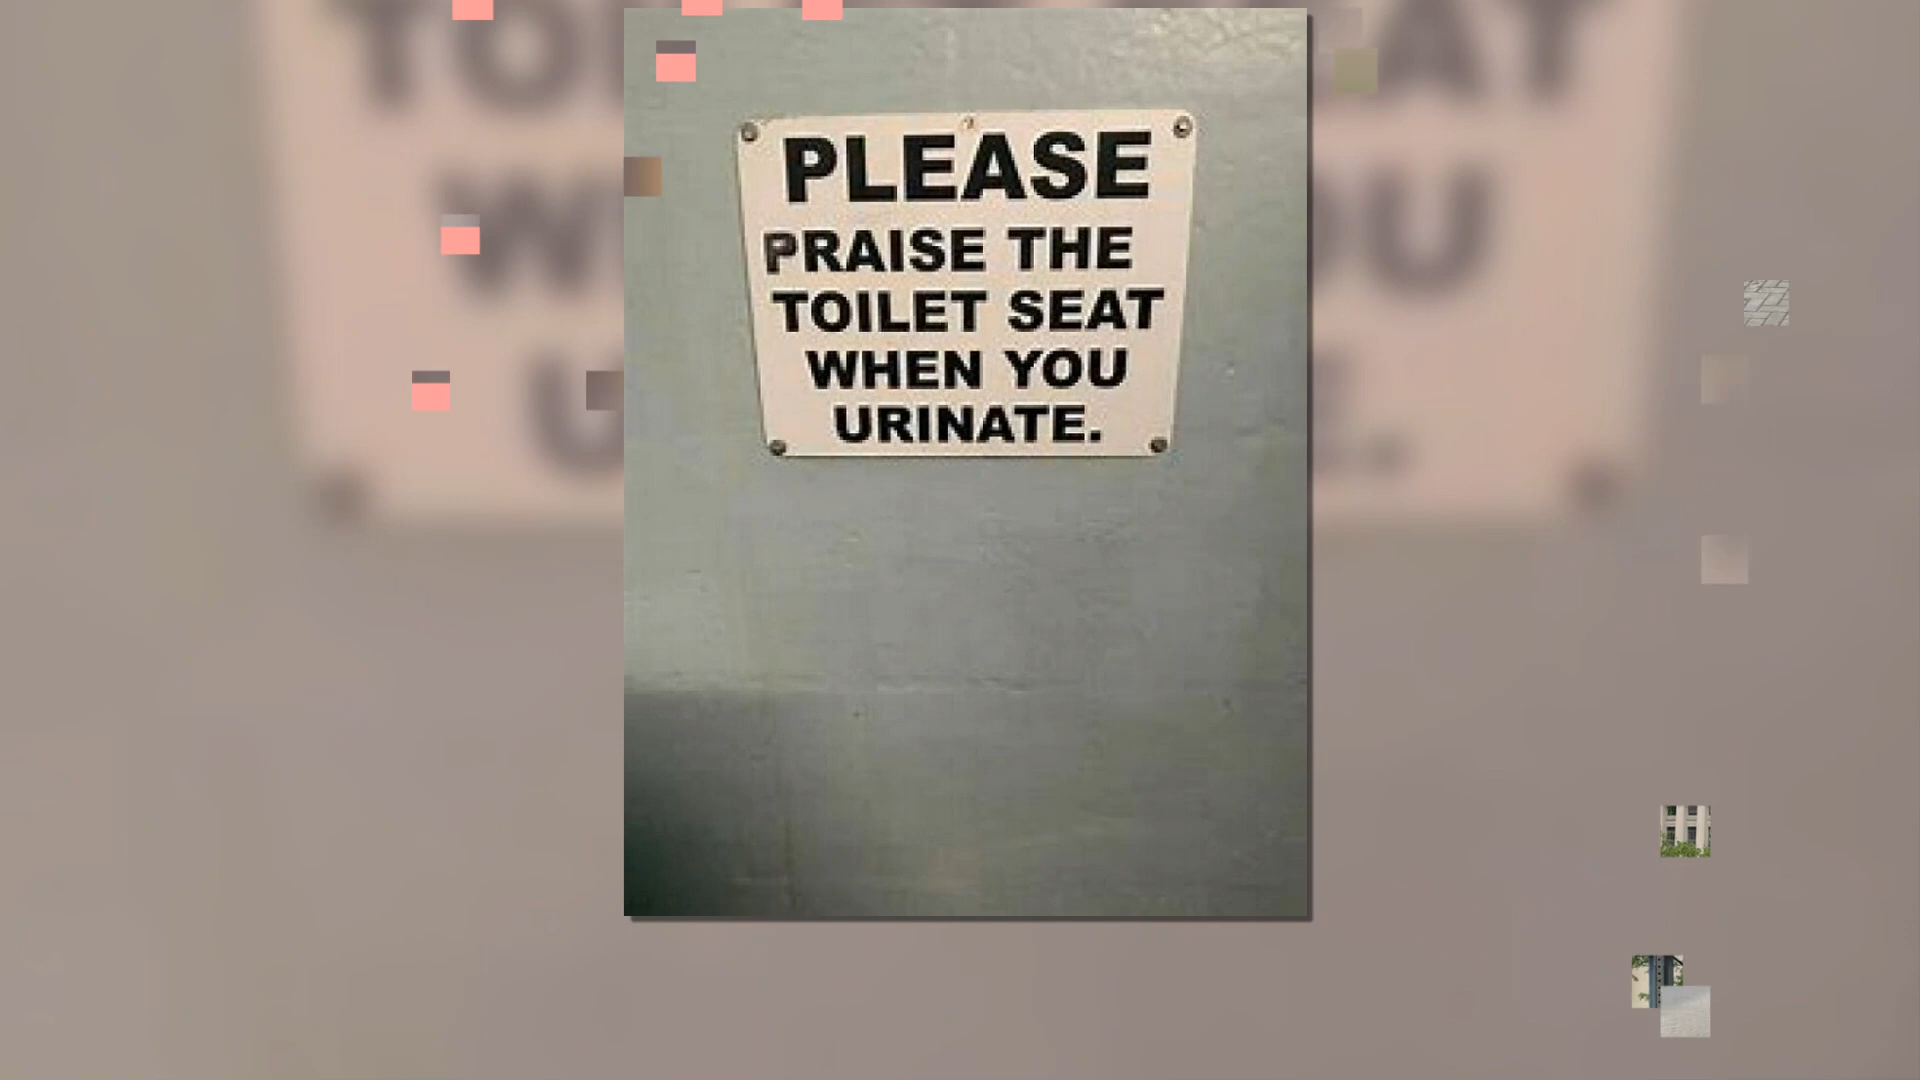 PLEASE
PRAISE THE
TOILET SEAT
WHEN YOU
URINATE.